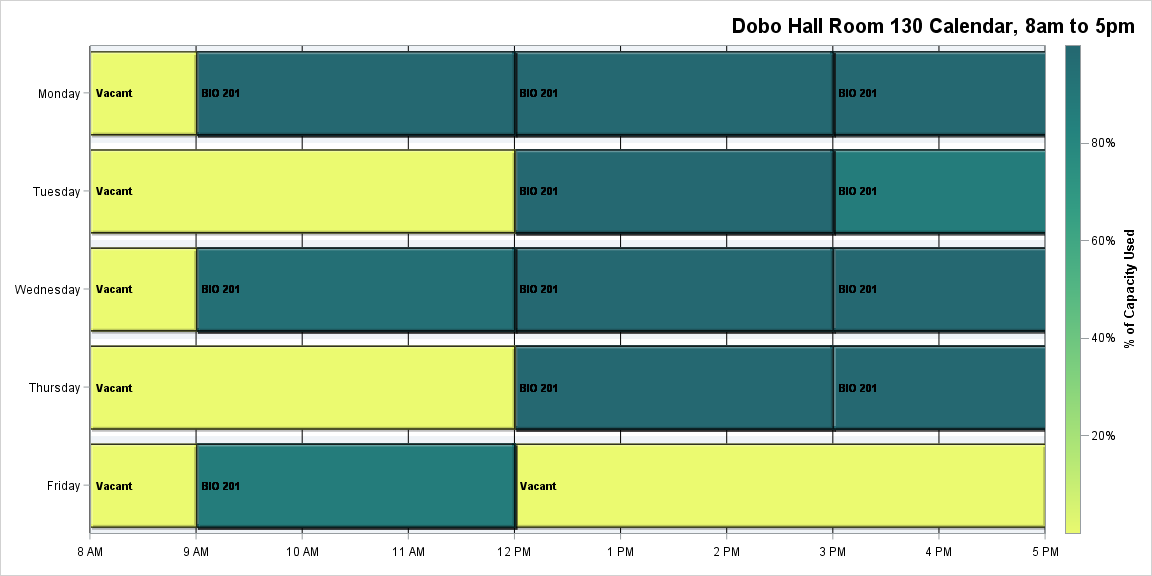 Dobo Hall Room 130 Calendar, 8am to 5pm
Monday
Vacant
BIO 201
BIO 201
BIO 201
Tuesday
Vacant
BIO 201
BIO 201
Wednesday
Vacant
BIO 201
BIO 201
BIO 201
Thursday
Vacant
BIO 201
BIO 201
Friday
Vacant
BIO 201
Vacant
8 AM
9 AM
10 AM
11 AM
12 PM
1 PM
2 PM
3 PM
4 PM
5 PM
80%
60%
40%
20%
% of Capacity Used